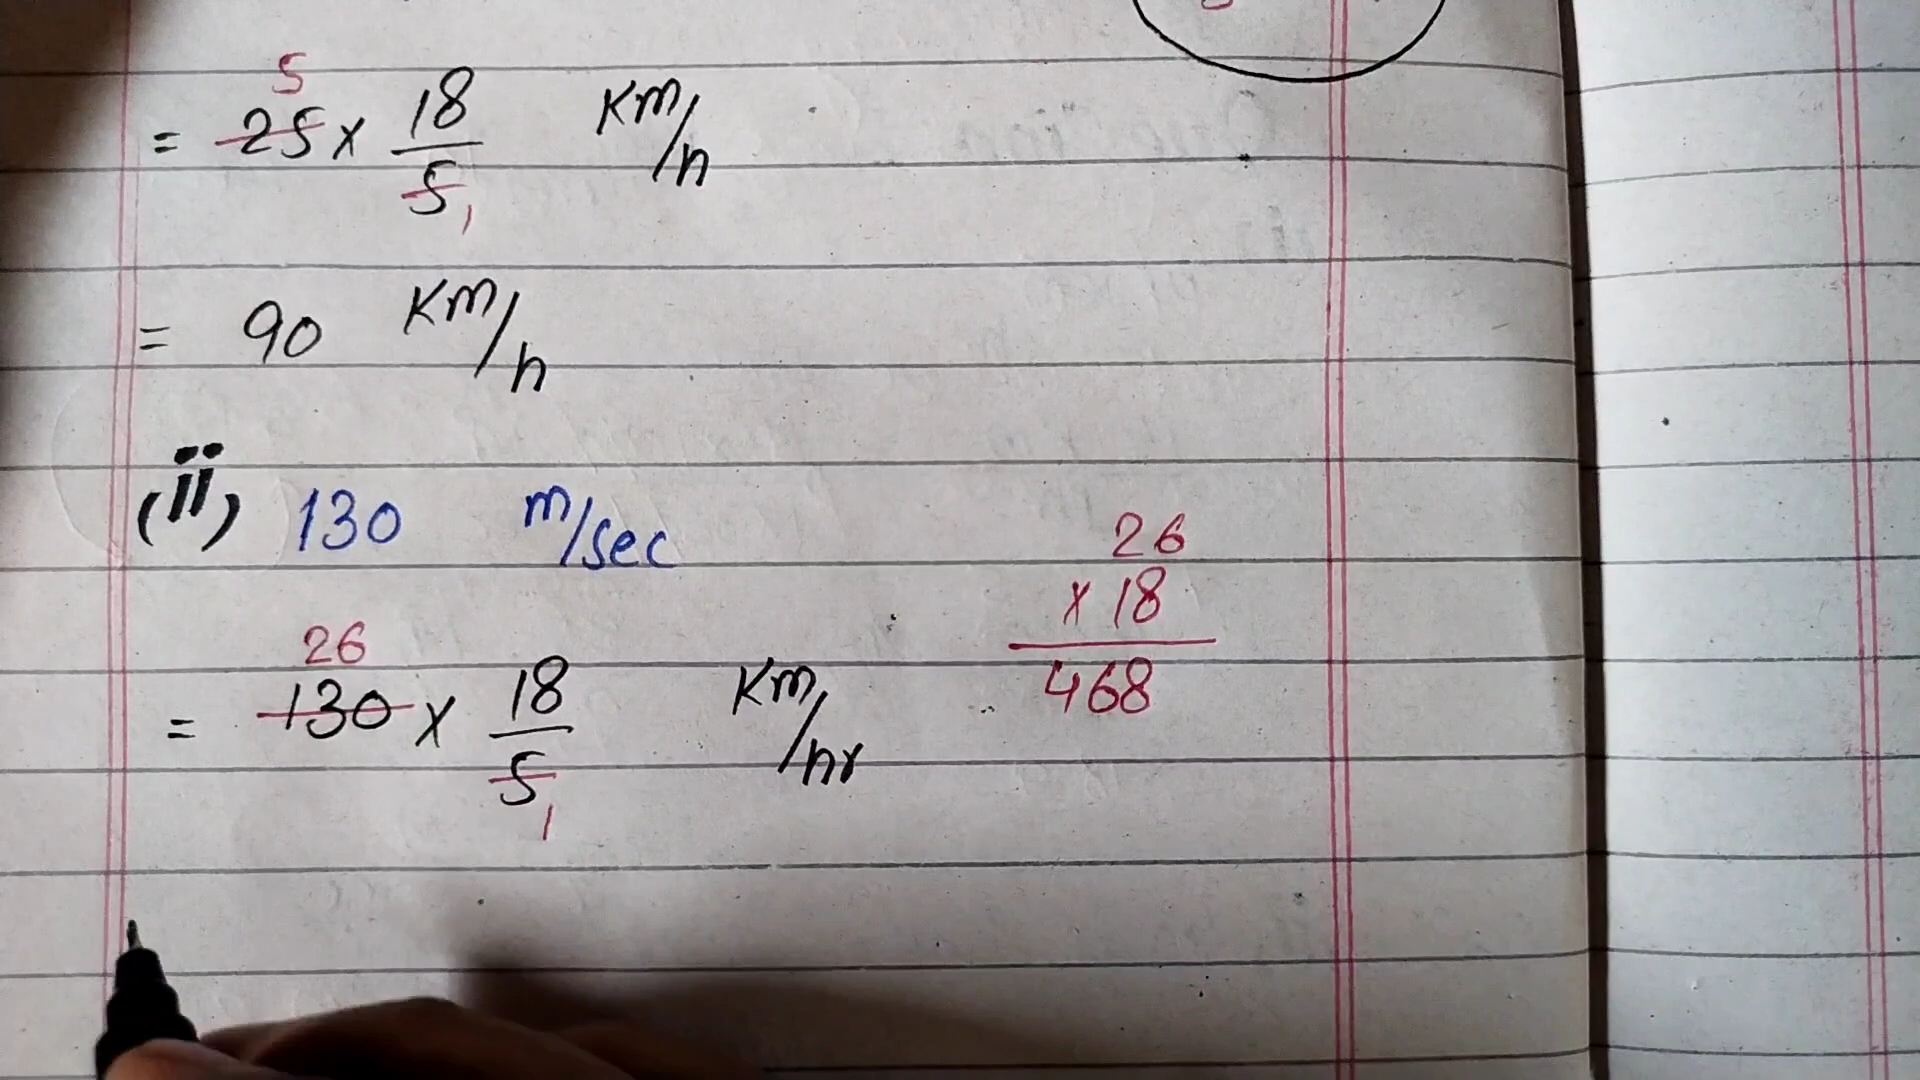 5
= 25 x 18/5 Km/h
1
= 90 Km/h
(ii) 130 m/sec
26
= 130 x 18/5 Km/hr
1
26
x 18
468